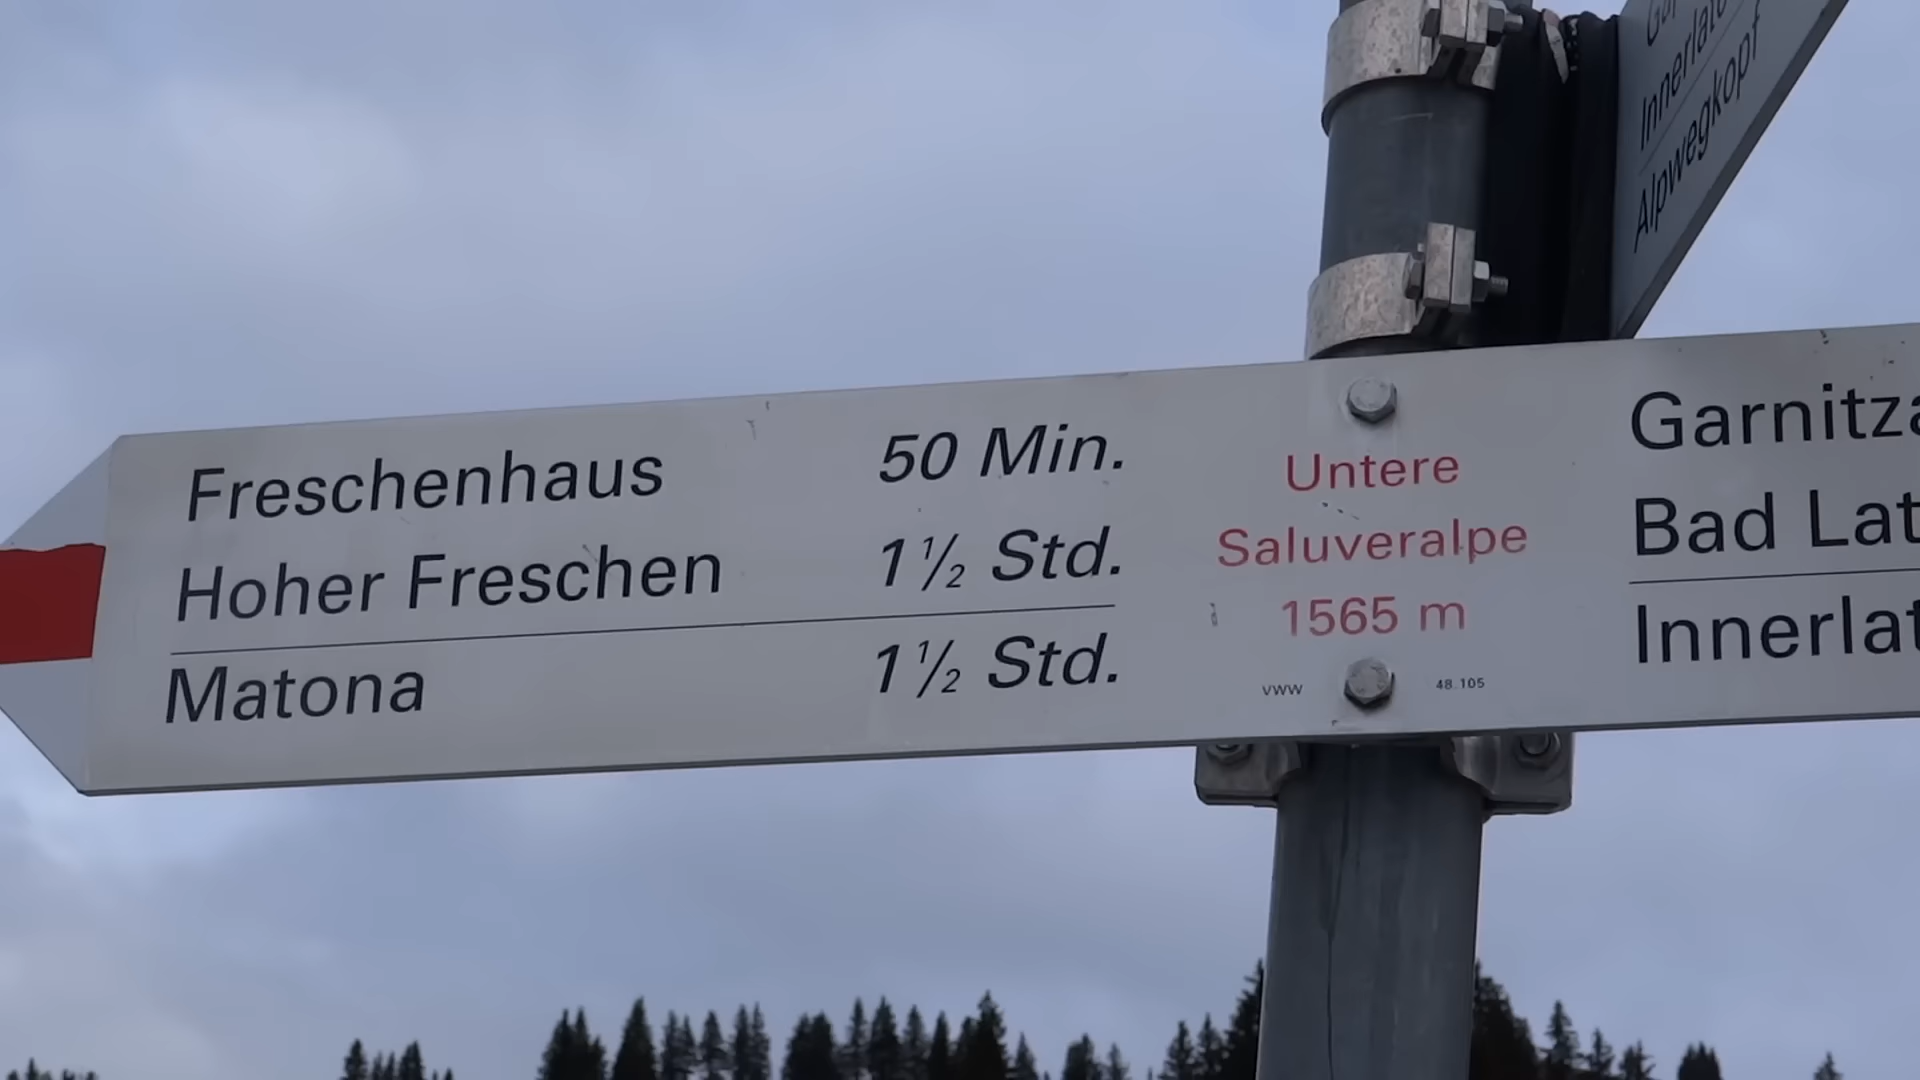 Innerlat
Alpwegkopf
Freschenhaus 50 Min.
Hoher Freschen 1½ Std.
Matona 1½ Std.
Untere
Saluveralpe
1565 m
VWW 48.105
Garnitza
Bad Lat
Innerlat